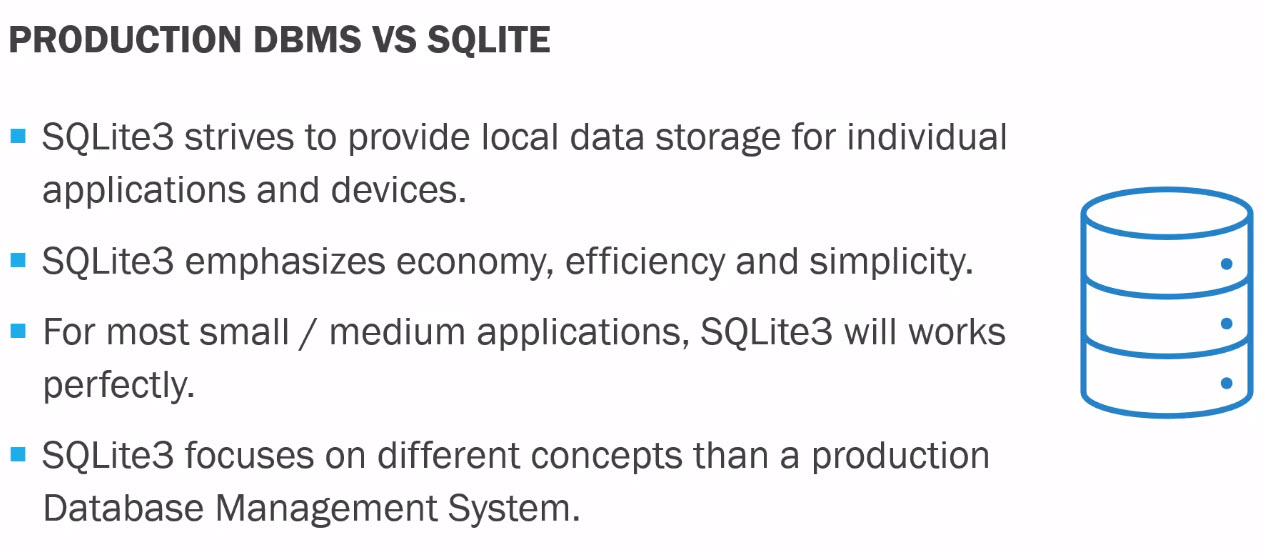 PRODUCTION DBMS VS SQLITE
SQLite3 strives to provide local data storage for individual
applications and devices.
SQLite3 emphasizes economy, efficiency and simplicity.
For most small / medium applications, SQLite3 will works
perfectly.
SQLite3 focuses on different concepts than a production
Database Management System.